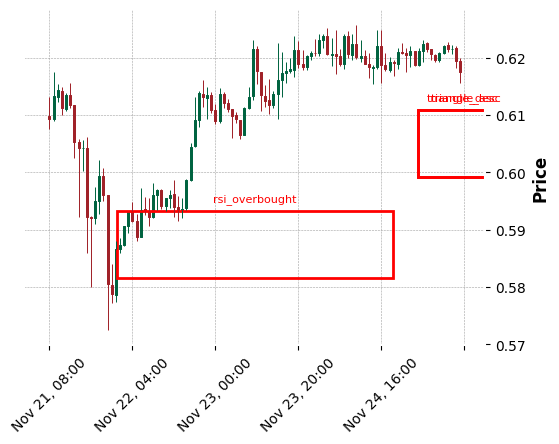 0.62
0.61
0.60
0.59
0.58
0.57
Price
rsi_overbought
triangle_desc
Nov 21, 08:00
Nov 22, 04:00
Nov 23, 00:00
Nov 23, 20:00
Nov 24, 16:00